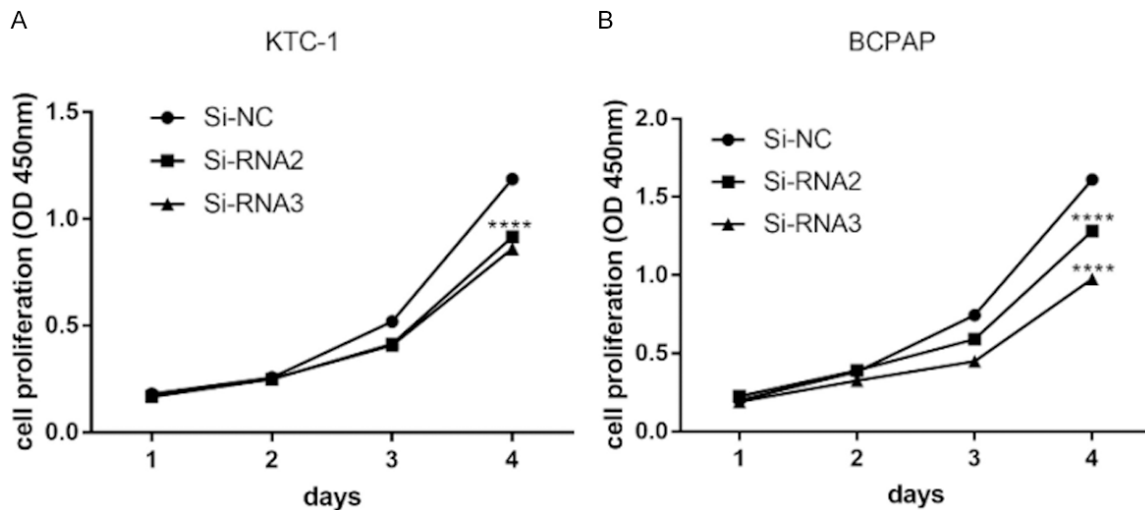 A
KTC-1
cell proliferation (OD 450nm)
1.5
1.0
0.5
0.0
Si-NC
Si-RNA2
Si-RNA3
****
1 2 3 4
days
B
BCPAP
cell proliferation (OD 450nm)
2.0
1.5
1.0
0.5
0.0
Si-NC
Si-RNA2
Si-RNA3
****
****
1 2 3 4
days